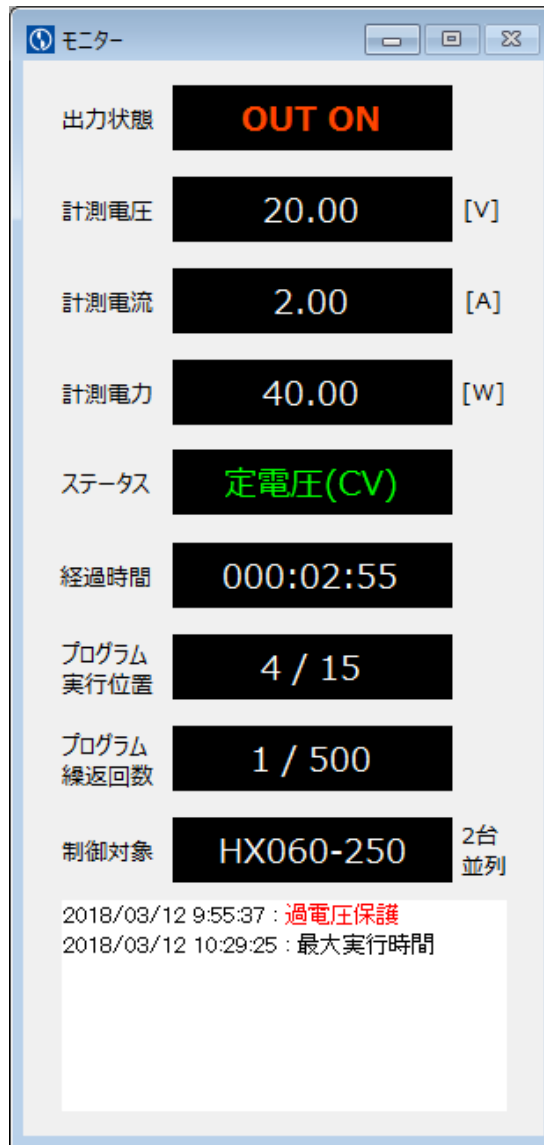 モニター
出力状態 OUT ON
計測電圧 20.00 [V]
計測電流 2.00 [A]
計測電力 40.00 [W]
ステータス 定電圧(CV)
経過時間 000:02:55
プログラム
実行位置 4 / 15
プログラム
繰返回数 1 / 500
制御対象 HX060-250 2台
並列
2018/03/12 9:55:37 : 過電圧保護
2018/03/12 10:29:25 : 最大実行時間